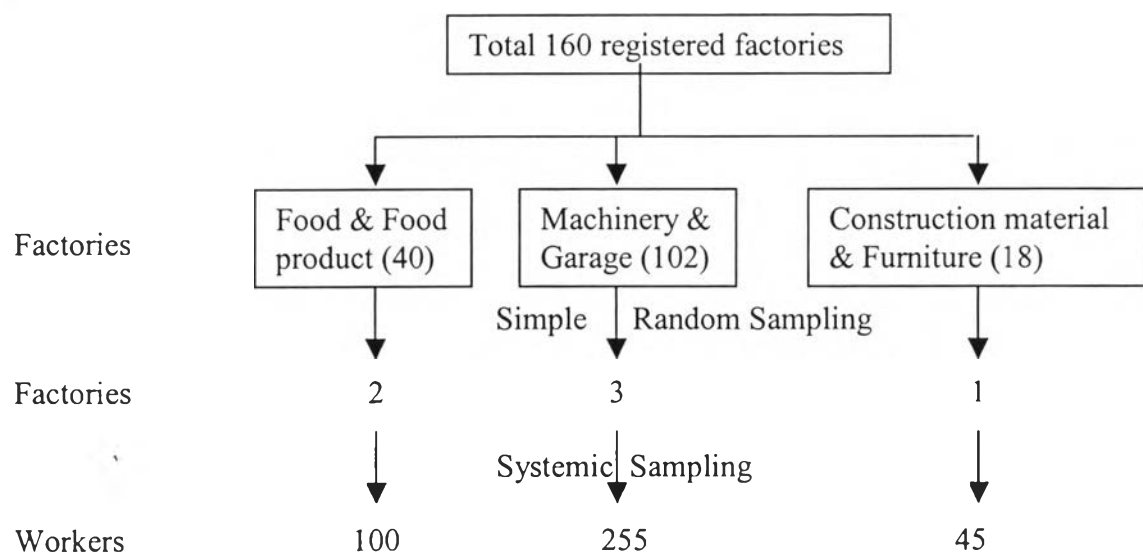 Total 160 registered factories
Factories
Food & Food
product (40)
Machinery &
Garage (102)
Construction material
& Furniture (18)
Simple Random Sampling
Factories 2 3 1
Systemic Sampling
Workers 100 255 45